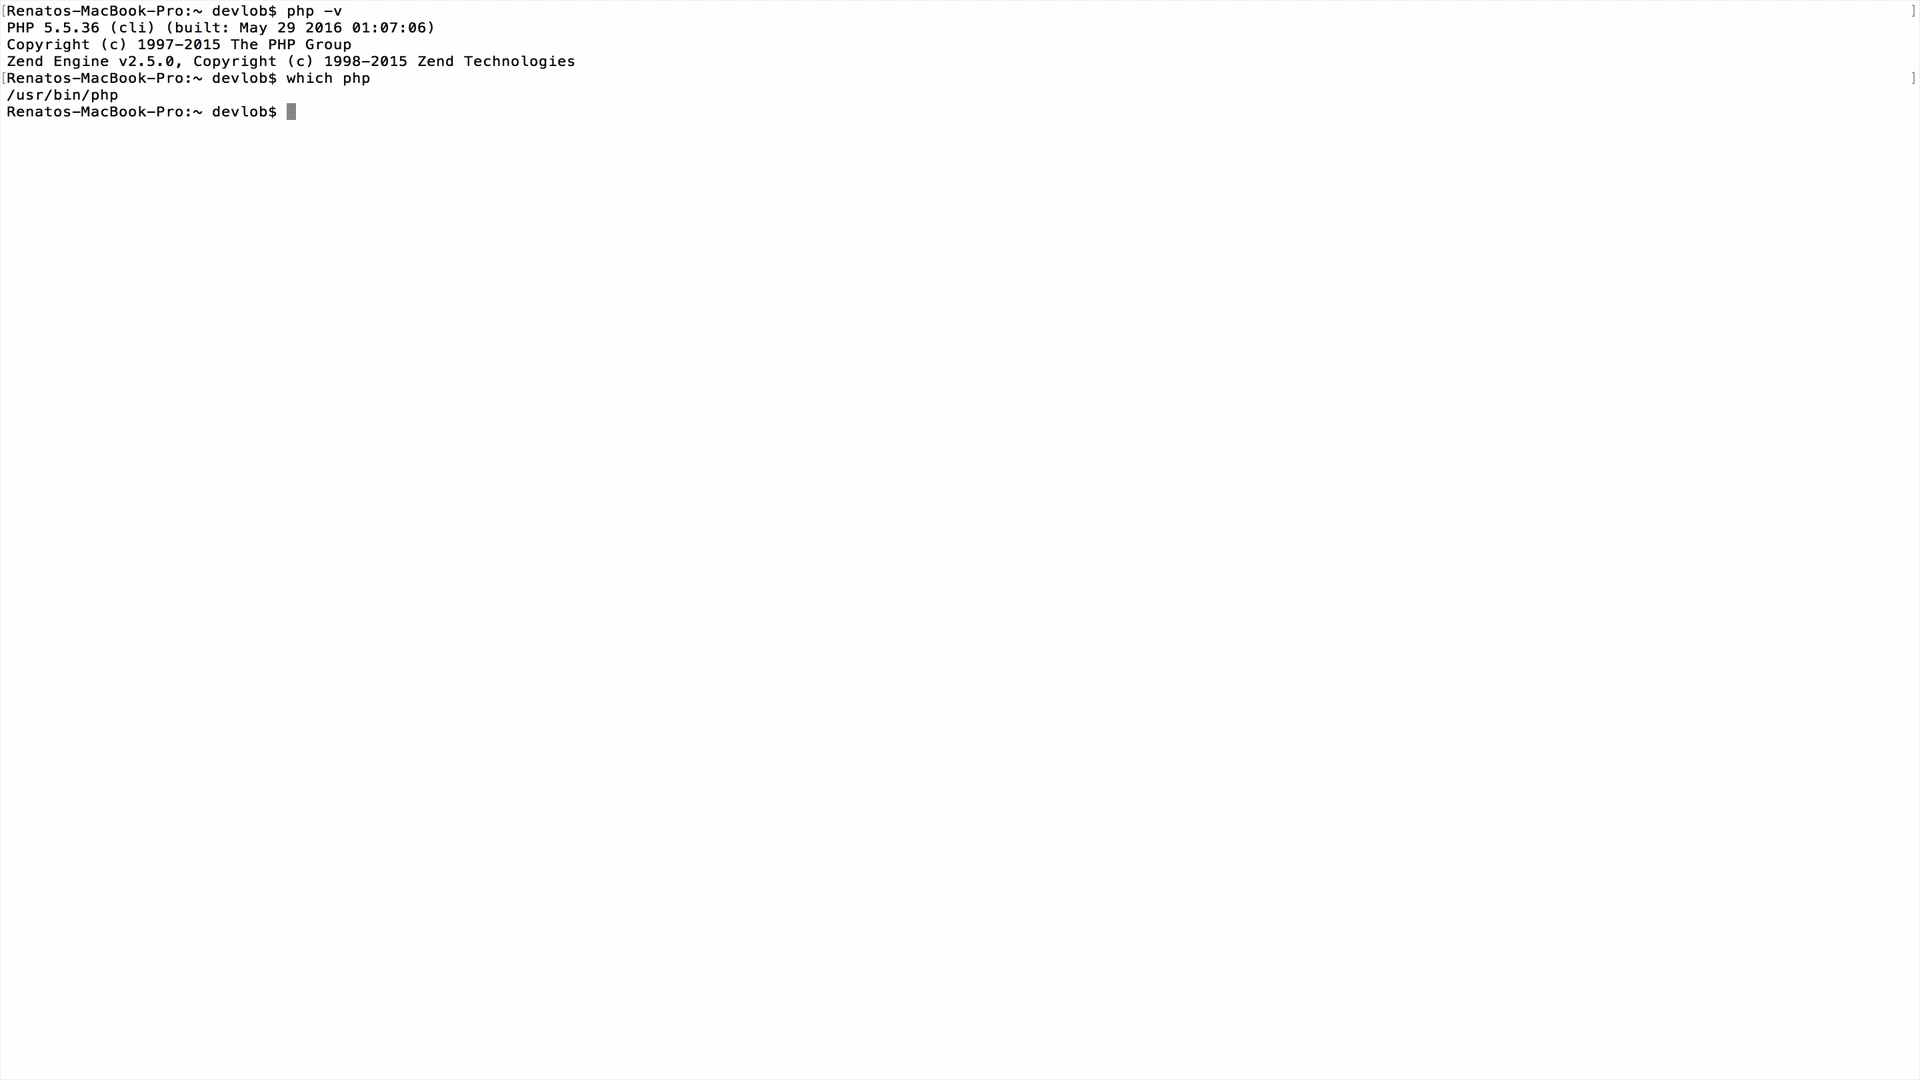 [Renatos-MacBook-Pro:~ devlob$ php -v ]
PHP 5.5.36 (cli) (built: May 29 2016 01:07:06)
Copyright (c) 1997-2015 The PHP Group
Zend Engine v2.5.0, Copyright (c) 1998-2015 Zend Technologies
[Renatos-MacBook-Pro:~ devlob$ which php ]
/usr/bin/php
Renatos-MacBook-Pro:~ devlob$